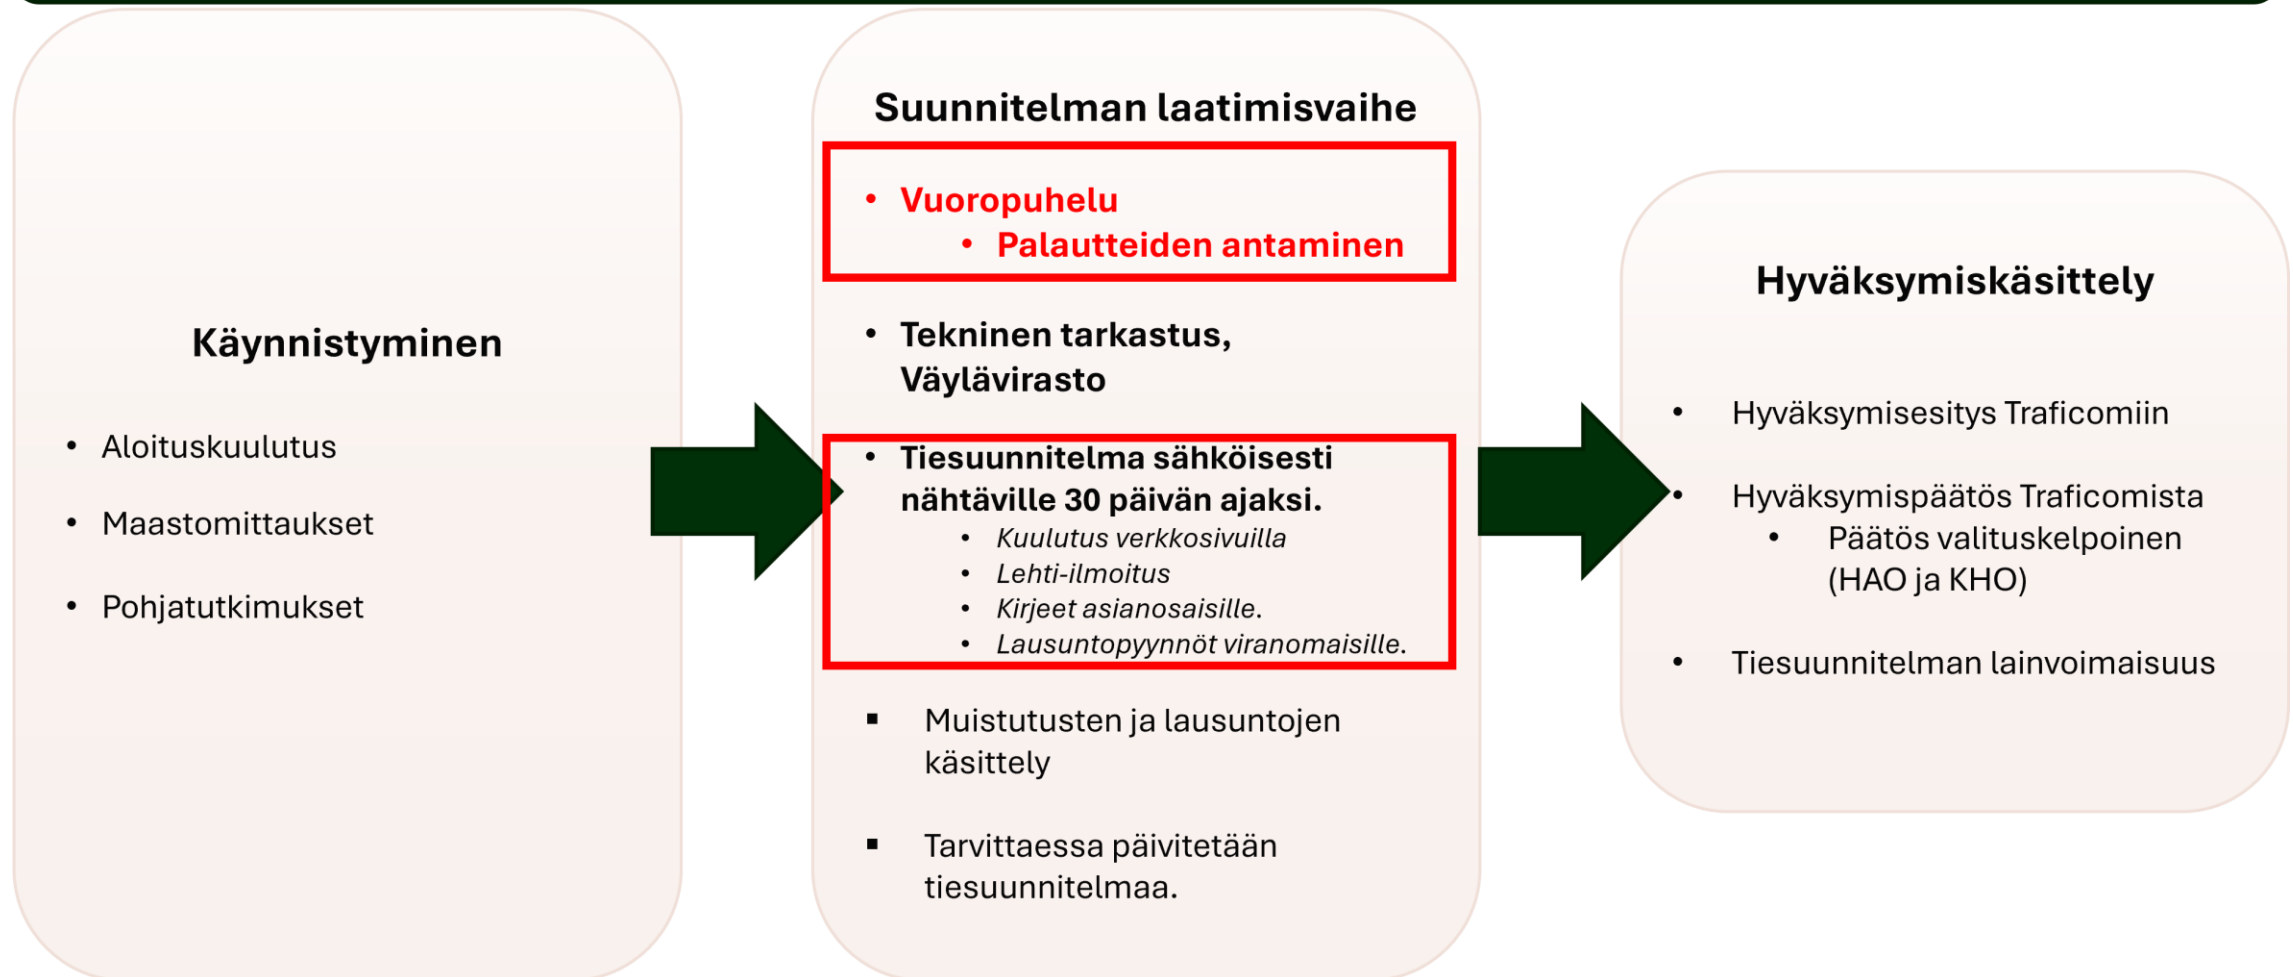 Käynnistyminen
• Aloituskuulutus
• Maastomittaukset
• Pohjatutkimukset
Suunnitelman laatimisvaihe
• Vuoropuhelu
• Palautteiden antaminen
• Tekninen tarkastus,
Väylävirasto
• Tiesuunnitelma sähköisesti
nähtäville 30 päivän ajaksi.
• Kuulutus verkkosivuilla
• Lehti-ilmoitus
• Kirjeet asianosaisille.
• Lausuntopyynnöt viranomaisille.
▪ Muistutusten ja lausuntojen
käsittely
▪ Tarvittaessa päivitetään
tiesuunnitelmaa.
Hyväksymiskäsittely
• Hyväksymisesitys Traficomiin
• Hyväksymispäätös Traficomista
• Päätös valituskelpoinen
(HAO ja KHO)
• Tiesuunnitelman lainvoimaisuus